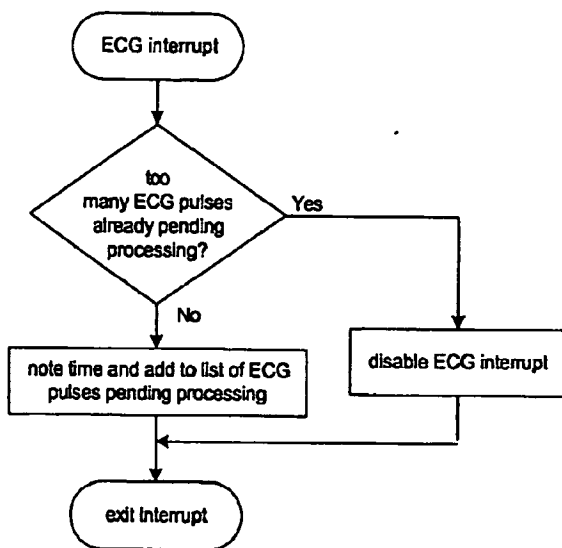 ECG interrupt
too
many ECG pulses
already pending
processing?
Yes
No
note time and add to list of ECG
pulses pending processing
disable ECG interrupt
exit interrupt